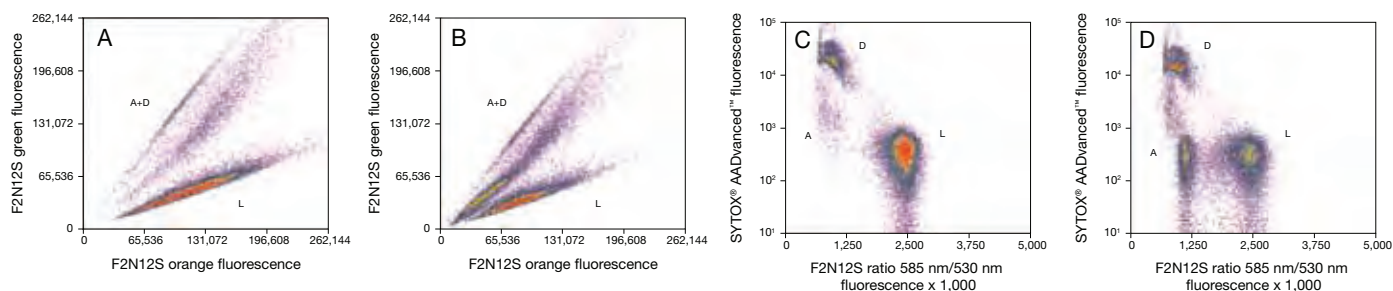 A
F2N12S green fluorescence
262,144
196,608
131,072
65,536
0
A+D
L
0 65,536 131,072 196,608 262,144
F2N12S orange fluorescence
B
F2N12S green fluorescence
262,144
196,608
131,072
65,536
0
A+D
L
0 65,536 131,072 196,608 262,144
F2N12S orange fluorescence
C
SYTOX® AADvanced™ fluorescence
10⁵
10⁴
10³
10²
10¹
D
A
L
0 1,250 2,500 3,750 5,000
F2N12S ratio 585 nm/530 nm
fluorescence x 1,000
D
SYTOX® AADvanced™ fluorescence
10⁵
10⁴
10³
10²
10¹
D
A
L
0 1,250 2,500 3,750 5,000
F2N12S ratio 585 nm/530 nm
fluorescence x 1,000